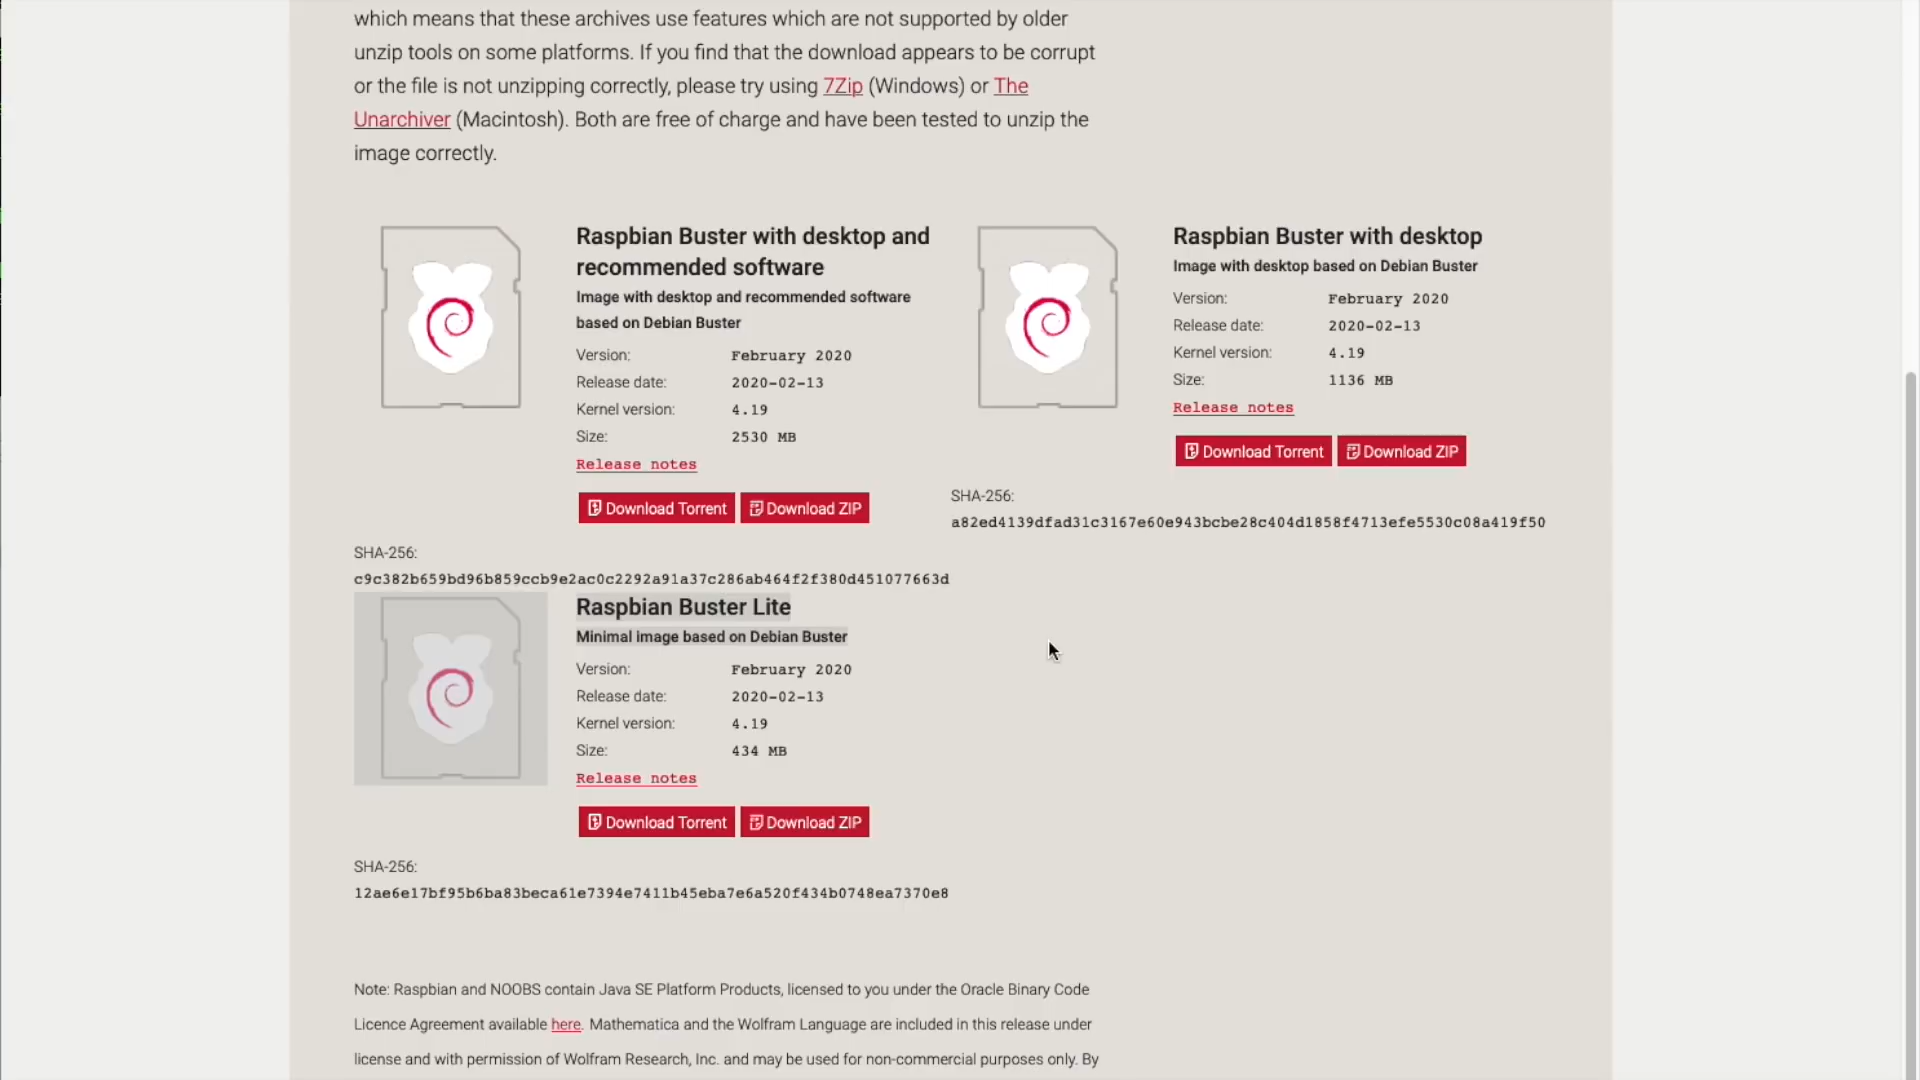 which means that these archives use features which are not supported by older
unzip tools on some platforms. If you find that the download appears to be corrupt
or the file is not unzipping correctly, please try using 7Zip (Windows) or The
Unarchiver (Macintosh). Both are free of charge and have been tested to unzip the
image correctly.
Raspbian Buster with desktop and
recommended software
Image with desktop and recommended software
based on Debian Buster
Version: February 2020
Release date: 2020-02-13
Kernel version: 4.19
Size: 2530 MB
Release notes
Download Torrent Download ZIP
SHA-256:
c9c382b659bd96b859ccb9e2ac0c2292a91a37c286ab464f2f380d451077663d
Raspbian Buster with desktop
Image with desktop based on Debian Buster
Version: February 2020
Release date: 2020-02-13
Kernel version: 4.19
Size: 1136 MB
Release notes
Download Torrent Download ZIP
SHA-256:
a82ed4139dfad31c3167e60e943bcbe28c404d1858f4713efe5530c08a419f50
Raspbian Buster Lite
Minimal image based on Debian Buster
Version: February 2020
Release date: 2020-02-13
Kernel version: 4.19
Size: 434 MB
Release notes
Download Torrent Download ZIP
SHA-256:
12ae6e17bf95b6ba83beca61e7394e7411b45eba7e6a520f434b0748ea7370e8
Note: Raspbian and NOOBS contain Java SE Platform Products, licensed to you under the Oracle Binary Code
Licence Agreement available here. Mathematica and the Wolfram Language are included in this release under
license and with permission of Wolfram Research, Inc. and may be used for non-commercial purposes only. By